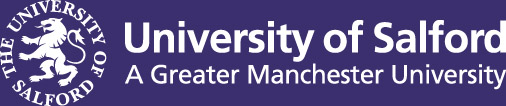 THE UNIVERSITY OF SALFORD
University of Salford
A Greater Manchester University